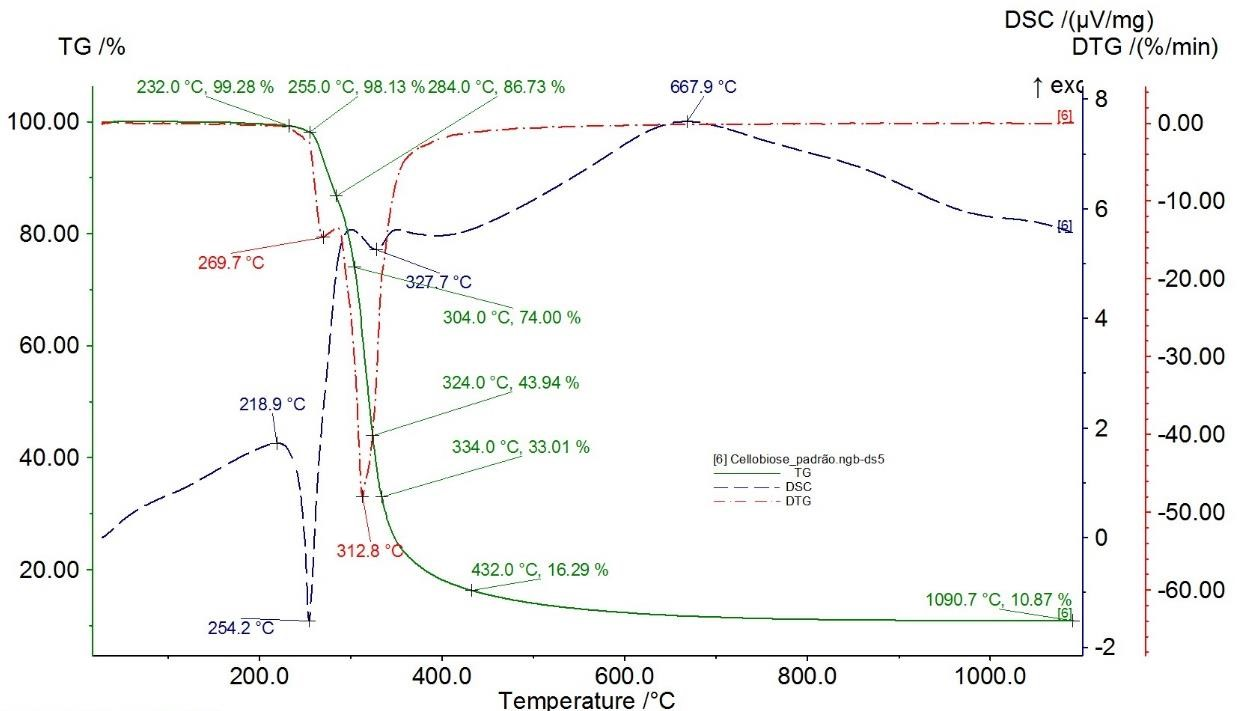 DSC /(µV/mg)
TG /%
DTG /(%/min)
↑ exo
232.0 °C, 99.28 %
255.0 °C, 98.13 %
284.0 °C, 86.73 %
667.9 °C
8
100.00
[6]
0.00
-10.00
6
80.00
[6]
269.7 °C
-20.00
327.7 °C
304.0 °C, 74.00 %
4
60.00
-30.00
324.0 °C, 43.94 %
218.9 °C
2
-40.00
334.0 °C, 33.01 %
40.00
[6] Cellobiose_padrão.ngb-ds5
TG
DSC
DTG
-50.00
0
312.8 °C
20.00
432.0 °C, 16.29 %
-60.00
1090.7 °C, 10.87 %
[6]
254.2 °C
-2
200.0
400.0
600.0
800.0
1000.0
Temperature /°C